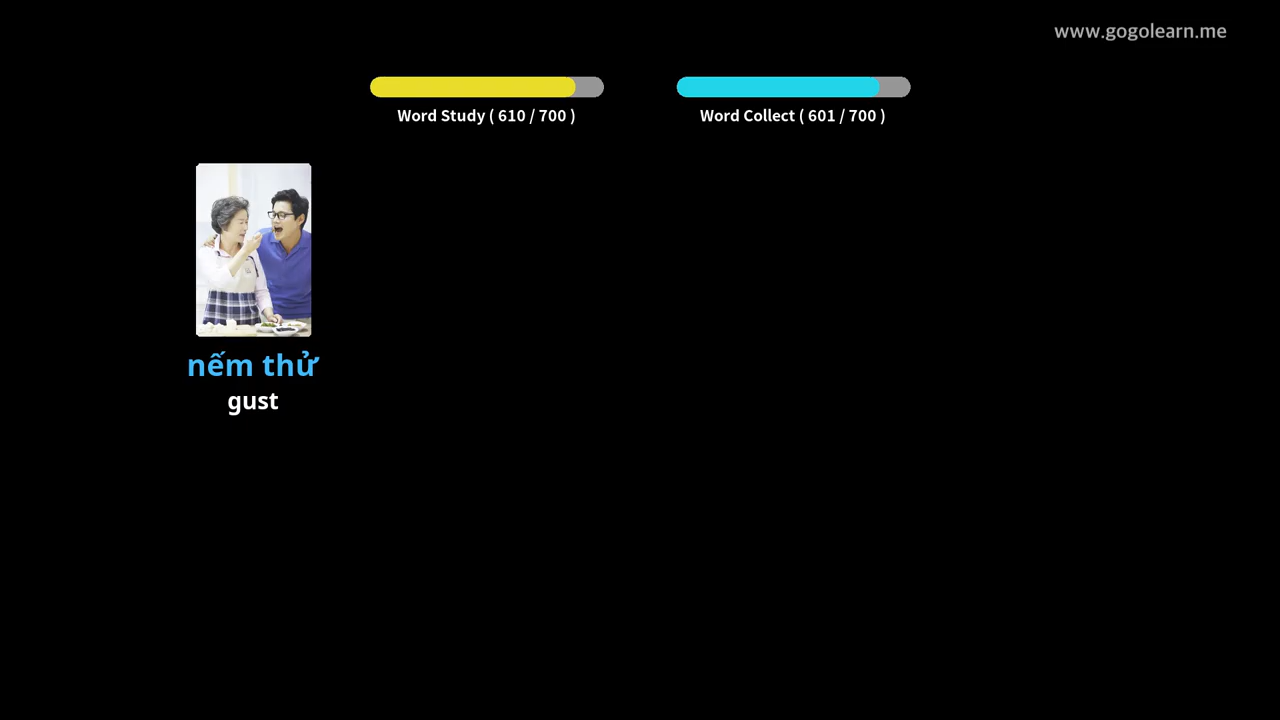 www.gogolearn.me
Word Study ( 610 / 700 )
Word Collect ( 601 / 700 )
nếm thử
gust